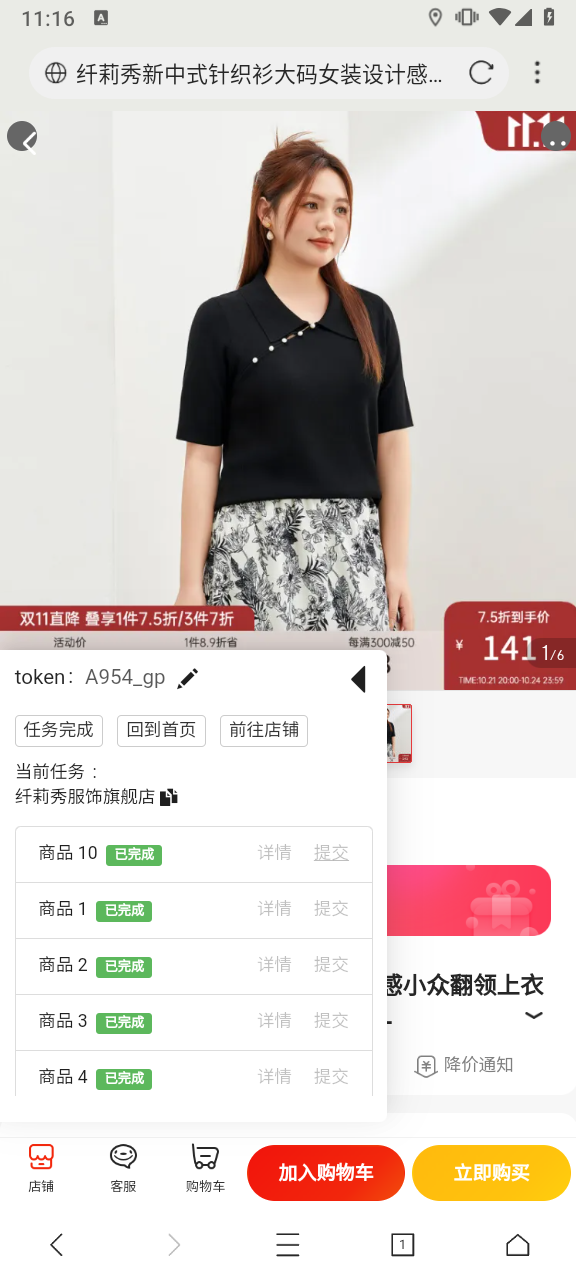 11:16
A
纤莉秀新中式针织衫大码女装设计感...
11.11
双11直降 叠享1件7.5折/3件7折
7.5折到手价
活动价
1件8.9折省
每满300减50
¥ 141
1/6
TIME:10.21 20:00-10.24 23:59
token: A954_gp
任务完成
回到首页
前往店铺
当前任务：
纤莉秀服饰旗舰店
商品 10 已完成 详情 提交
商品 1 已完成 详情 提交
商品 2 已完成 详情 提交
商品 3 已完成 详情 提交
商品 4 已完成 详情 提交
感小众翻领上衣
降价通知
店铺
客服
购物车
加入购物车
立即购买
1